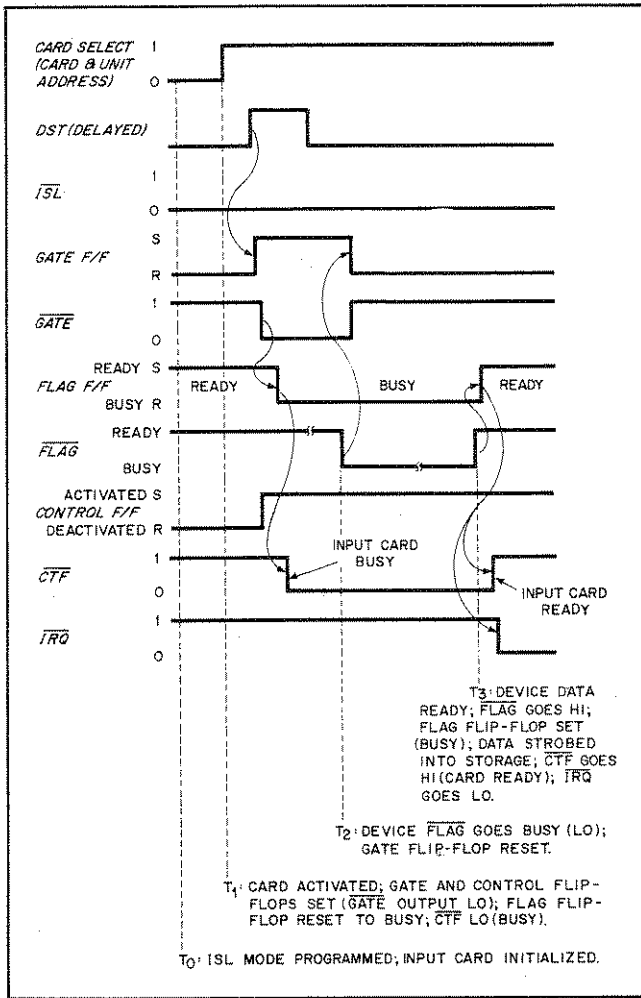 CARD SELECT 1
(CARD & UNIT
ADDRESS) 0
DST (DELAYED)
1
ISL
0
S
GATE F/F
R
1
GATE
0
READY S
FLAG F/F READY BUSY READY
BUSY R
READY
FLAG
BUSY
ACTIVATED S
CONTROL F/F
DEACTIVATED R
1 INPUT CARD
CTF BUSY
0 INPUT CARD
READY
1
IRQ
0
T3: DEVICE DATA
READY; FLAG GOES HI;
FLAG FLIP-FLOP SET
(BUSY); DATA STROBED
INTO STORAGE; CTF GOES
HI (CARD READY); IRQ
GOES LO.
T2: DEVICE FLAG GOES BUSY (LO);
GATE FLIP-FLOP RESET.
T1: CARD ACTIVATED; GATE AND CONTROL FLIP-
FLOPS SET (GATE OUTPUT LO); FLAG FLIP-
FLOP RESET TO BUSY; CTF LO (BUSY).
T0: ISL MODE PROGRAMMED; INPUT CARD INITIALIZED.